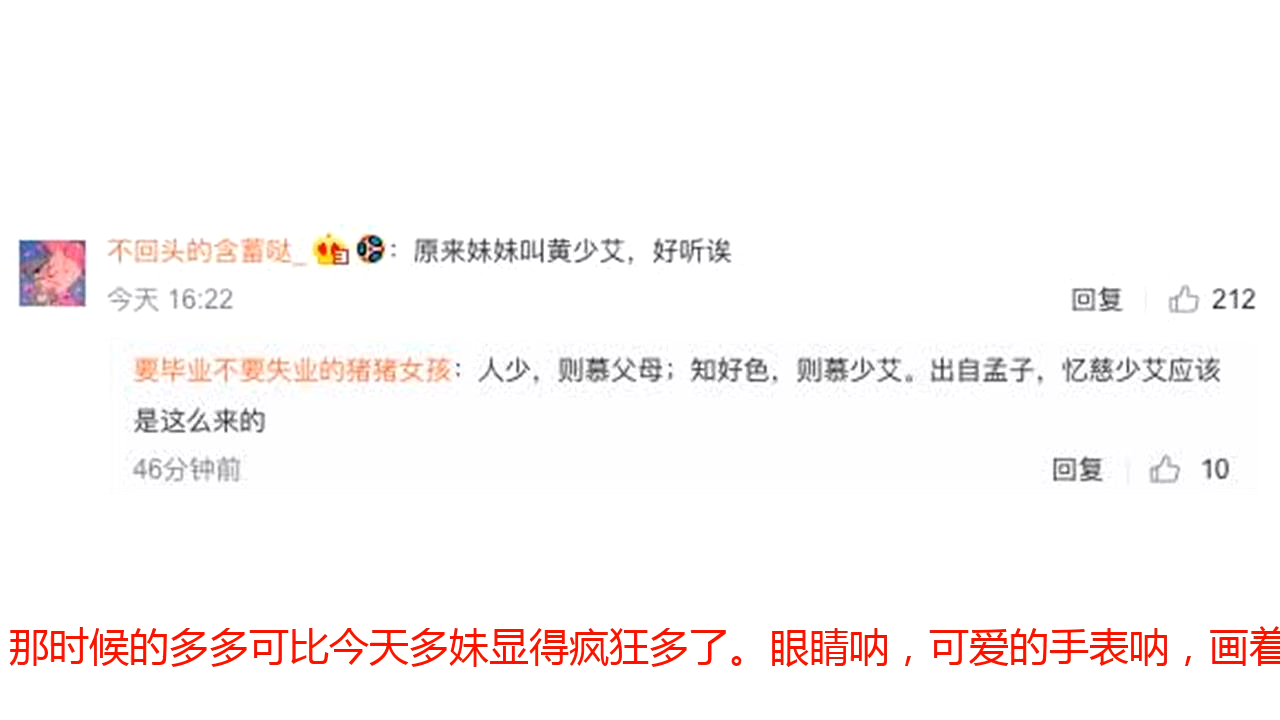 不回头的含蓄哒_：原来妹妹叫黄少艾，好听诶
今天 16:22
回复 212
要毕业不要失业的猪猪女孩：人少，则慕父母；知好色，则慕少艾。出自孟子，忆慈少艾应该
是这么来的
46分钟前
回复 10
那时候的多多可比今天多妹显得疯狂多了。眼睛呐，可爱的手表呐，画着